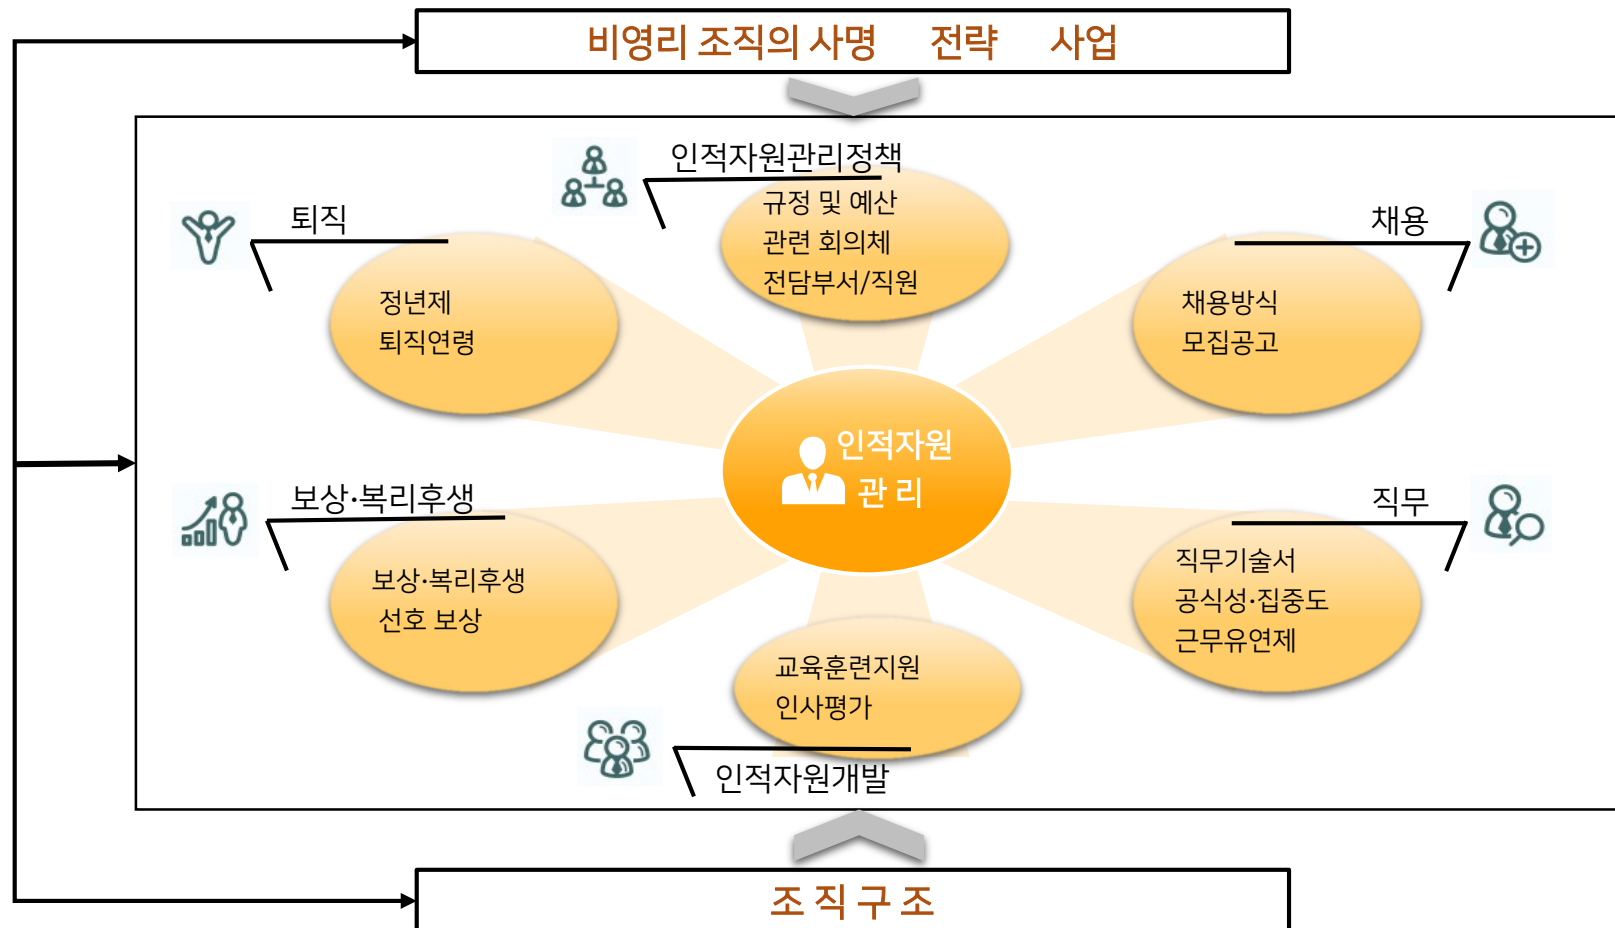 비영리 조직의 사명 전략 사업
인적자원관리정책
규정 및 예산
관련 회의체
전담부서/직원
퇴직
정년제
퇴직연령
채용
채용방식
모집공고
인적자원
관 리
보상·복리후생
보상·복리후생
선호 보상
직무
직무기술서
공식성·집중도
근무유연제
교육훈련지원
인사평가
인적자원개발
조 직 구 조